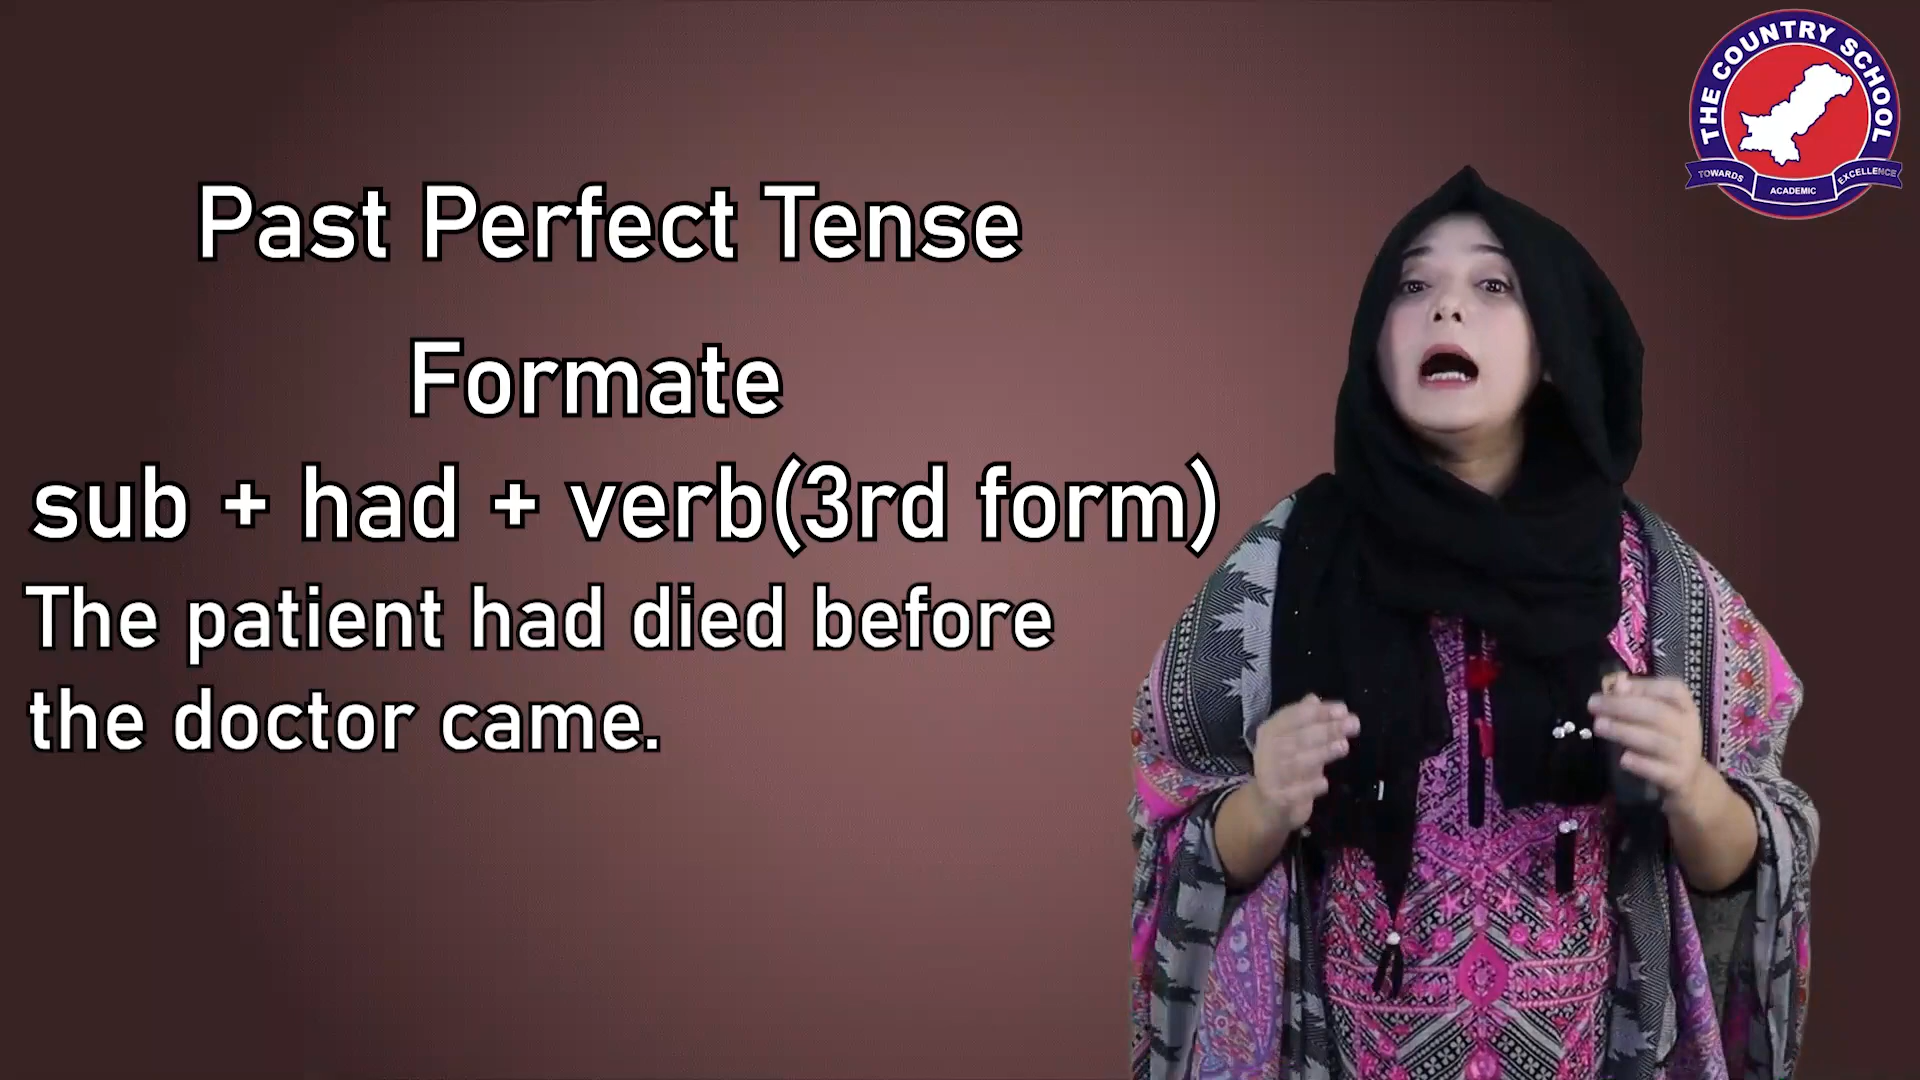 THE COUNTRY SCHOOL
TOWARDS ACADEMIC EXCELLENCE
Past Perfect Tense
Formate
sub + had + verb(3rd form)
The patient had died before
the doctor came.